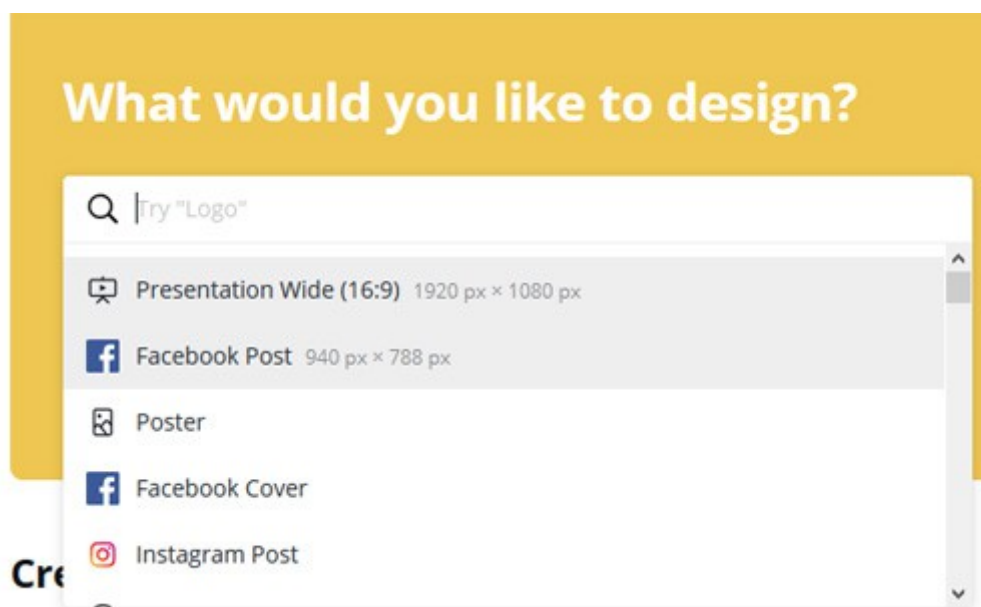 What would you like to design?
Try "Logo"
Presentation Wide (16:9) 1920 px × 1080 px
Facebook Post 940 px × 788 px
Poster
Facebook Cover
Instagram Post
Cre